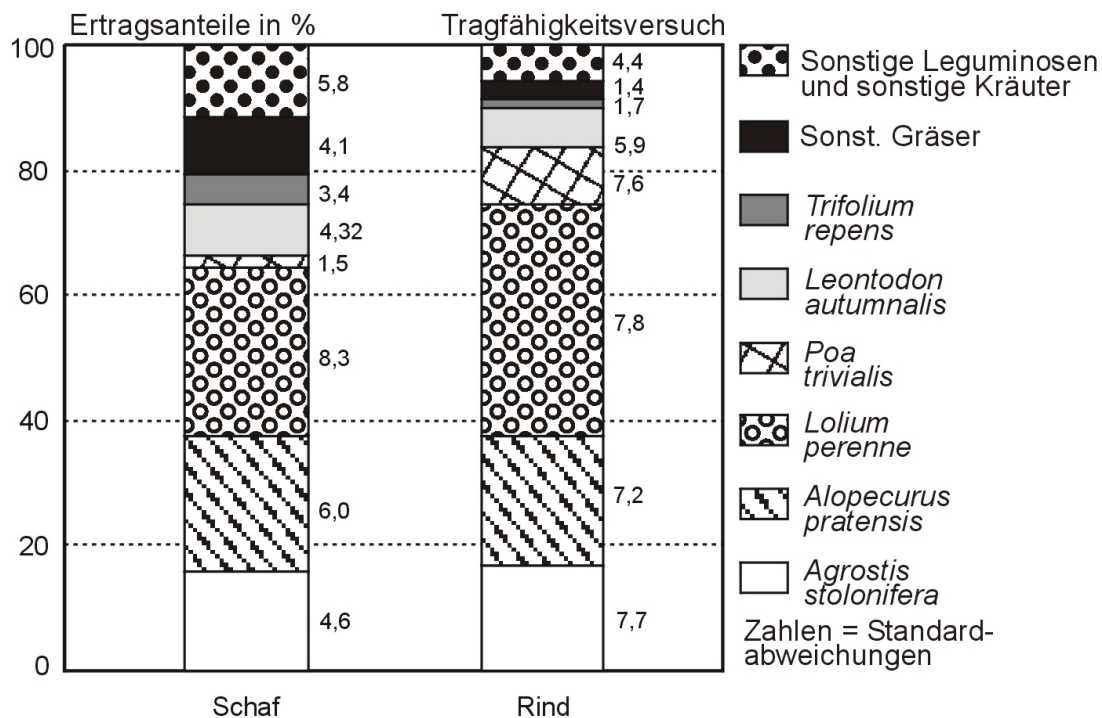 Ertragsanteile in %
Tragfähigkeitsversuch
100
80
60
40
20
0
5,8
4,1
3,4
4,32
1,5
8,3
6,0
4,6
4,4
1,4
1,7
5,9
7,6
7,8
7,2
7,7
Schaf
Rind
Sonstige Leguminosen
und sonstige Kräuter
Sonst. Gräser
Trifolium
repens
Leontodon
autumnalis
Poa
trivialis
Lolium
perenne
Alopecurus
pratensis
Agrostis
stolonifera
Zahlen = Standard-
abweichungen